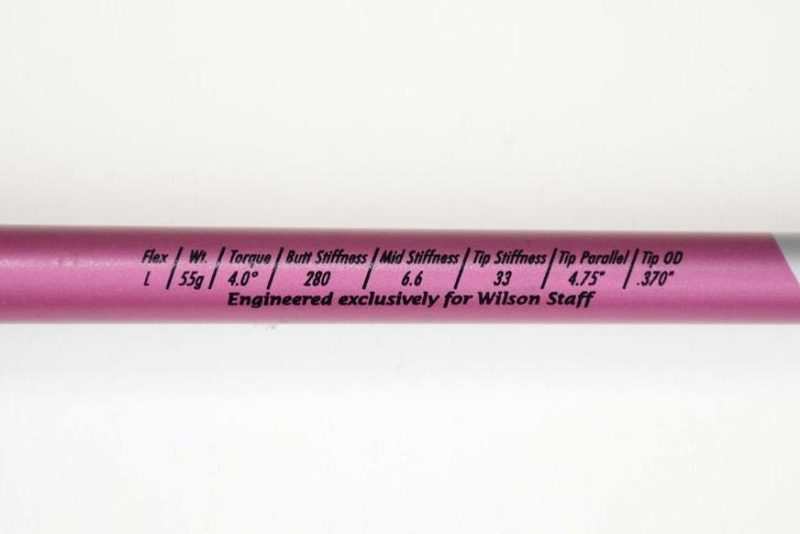 Flex / Wt. / Torque / Butt Stiffness / Mid Stiffness / Tip Stiffness / Tip Parallel / Tip OD
L / 55g / 4.0° / 280 / 6.6 / 33 / 4.75" / .370"
Engineered exclusively for Wilson Staff